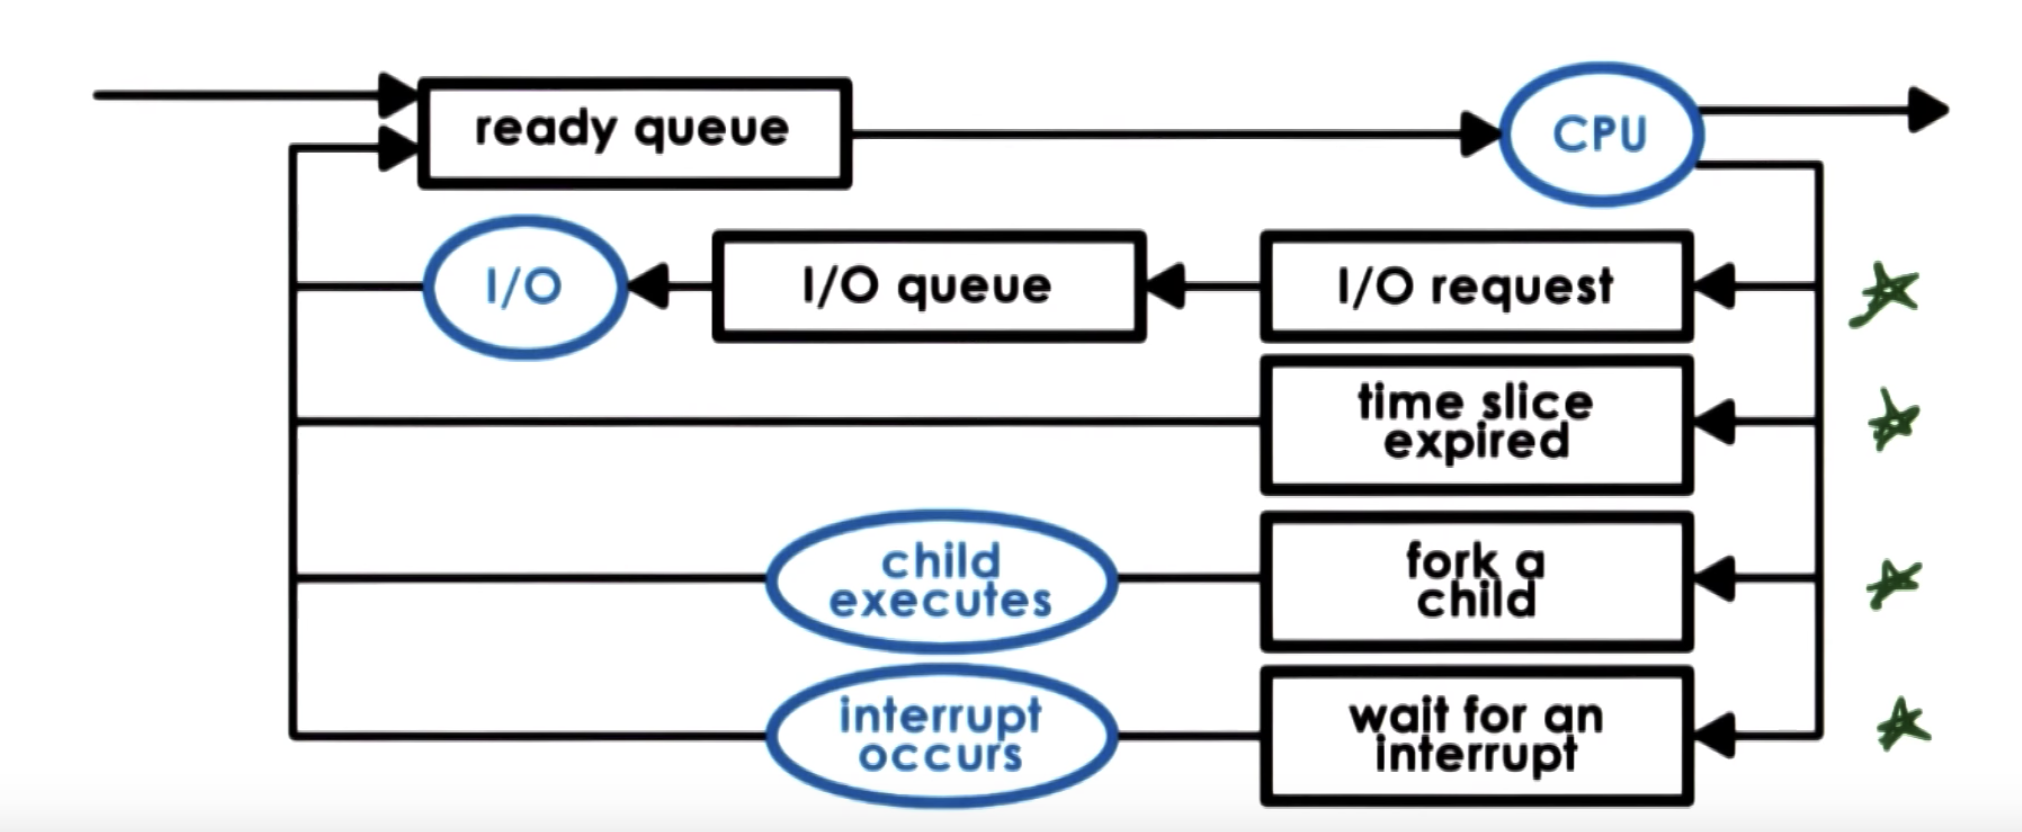 ready queue
CPU
I/O
I/O queue
I/O request
time slice
expired
child
executes
fork a
child
interrupt
occurs
wait for an
interrupt